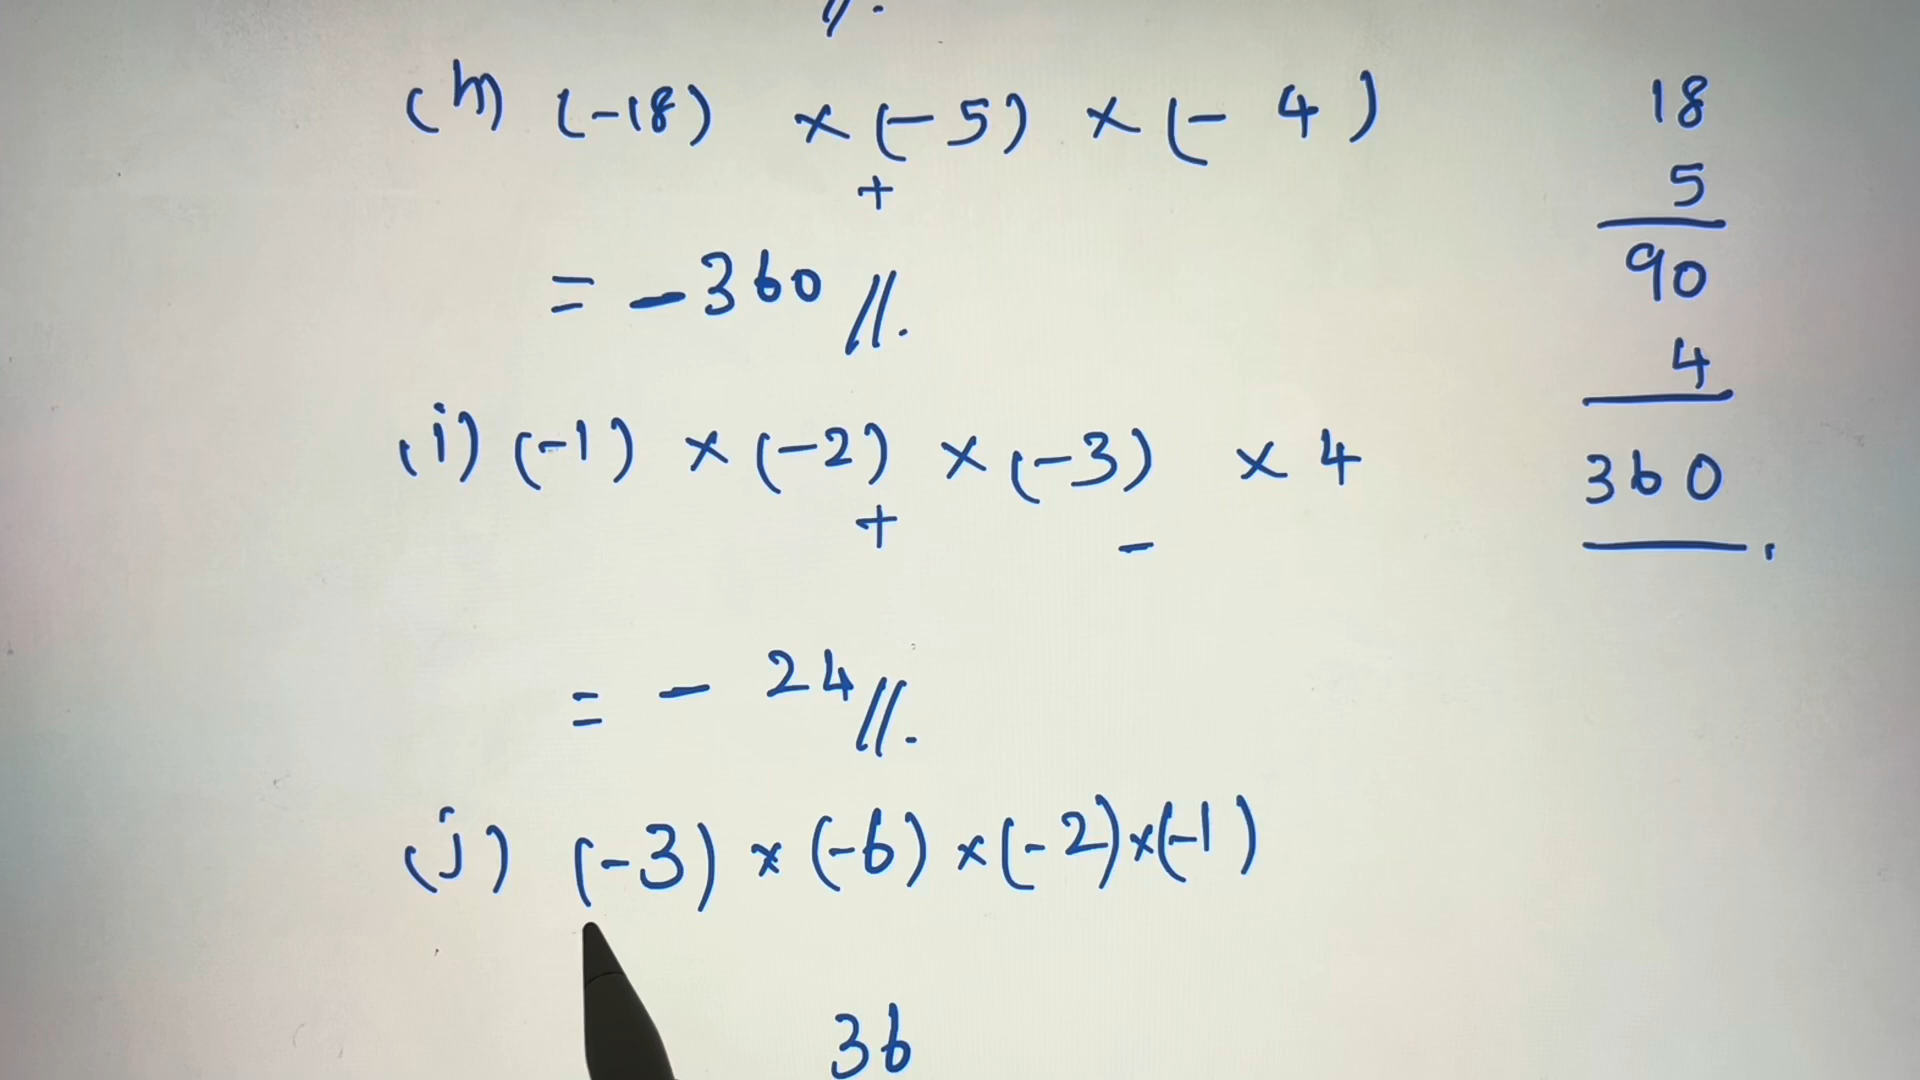 //.
(h) (-18) × (-5) × (- 4)
+
= -360 //.
(i) (-1) × (-2) × (-3) × 4
+ -
= - 24 //.
(j) (-3) × (-6) × (-2) × (-1)
36
18
5
90
4
360